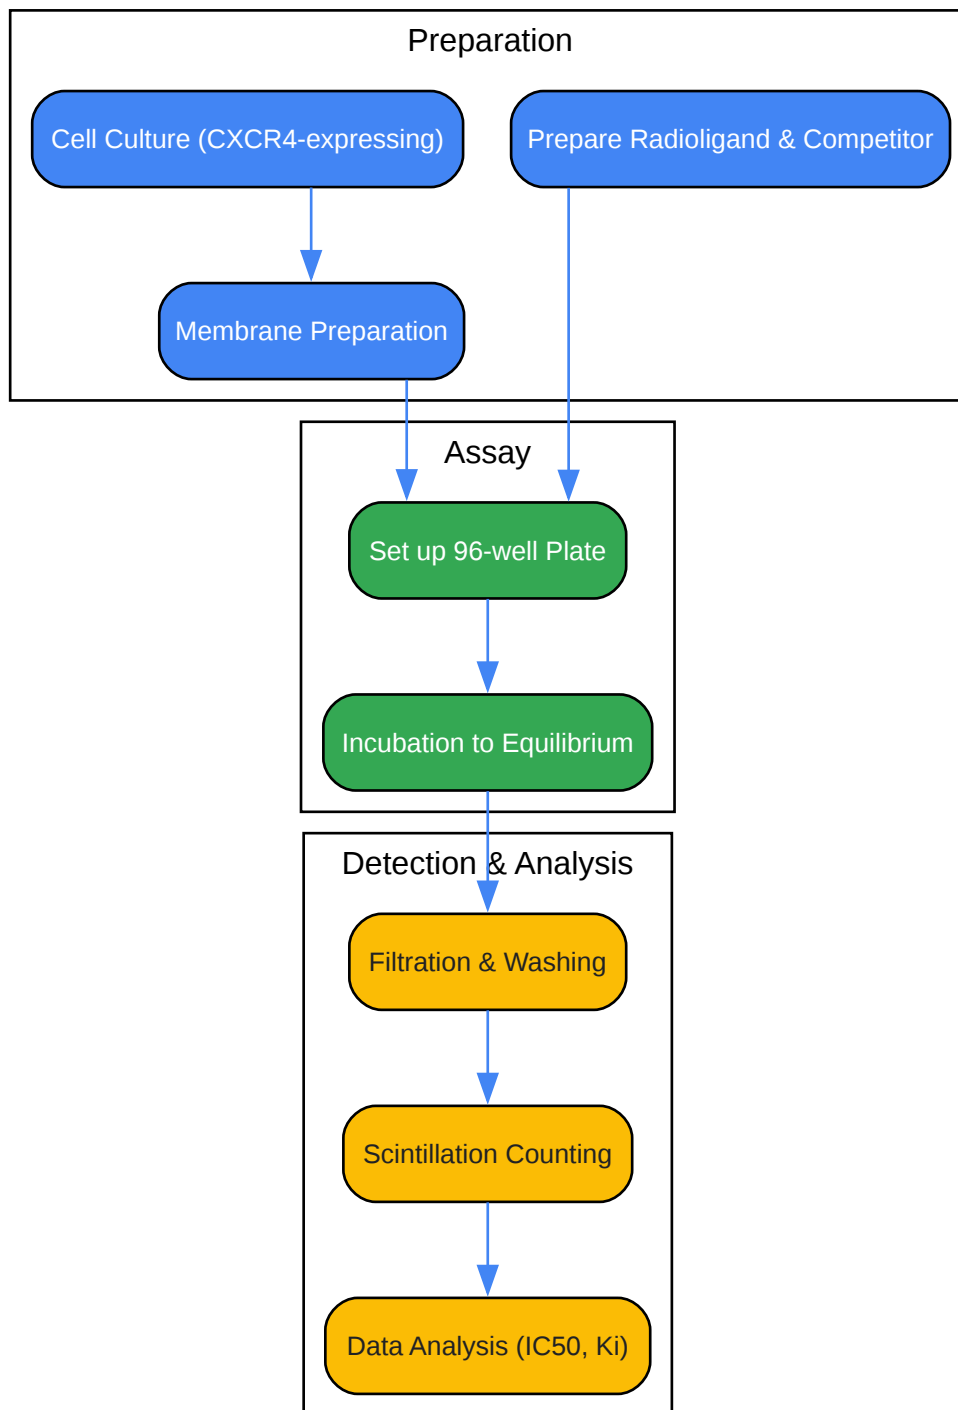 Preparation
Cell Culture (CXCR4-expressing)
Prepare Radioligand & Competitor
Membrane Preparation
Assay
Set up 96-well Plate
Incubation to Equilibrium
Detection & Analysis
Filtration & Washing
Scintillation Counting
Data Analysis (IC50, Ki)